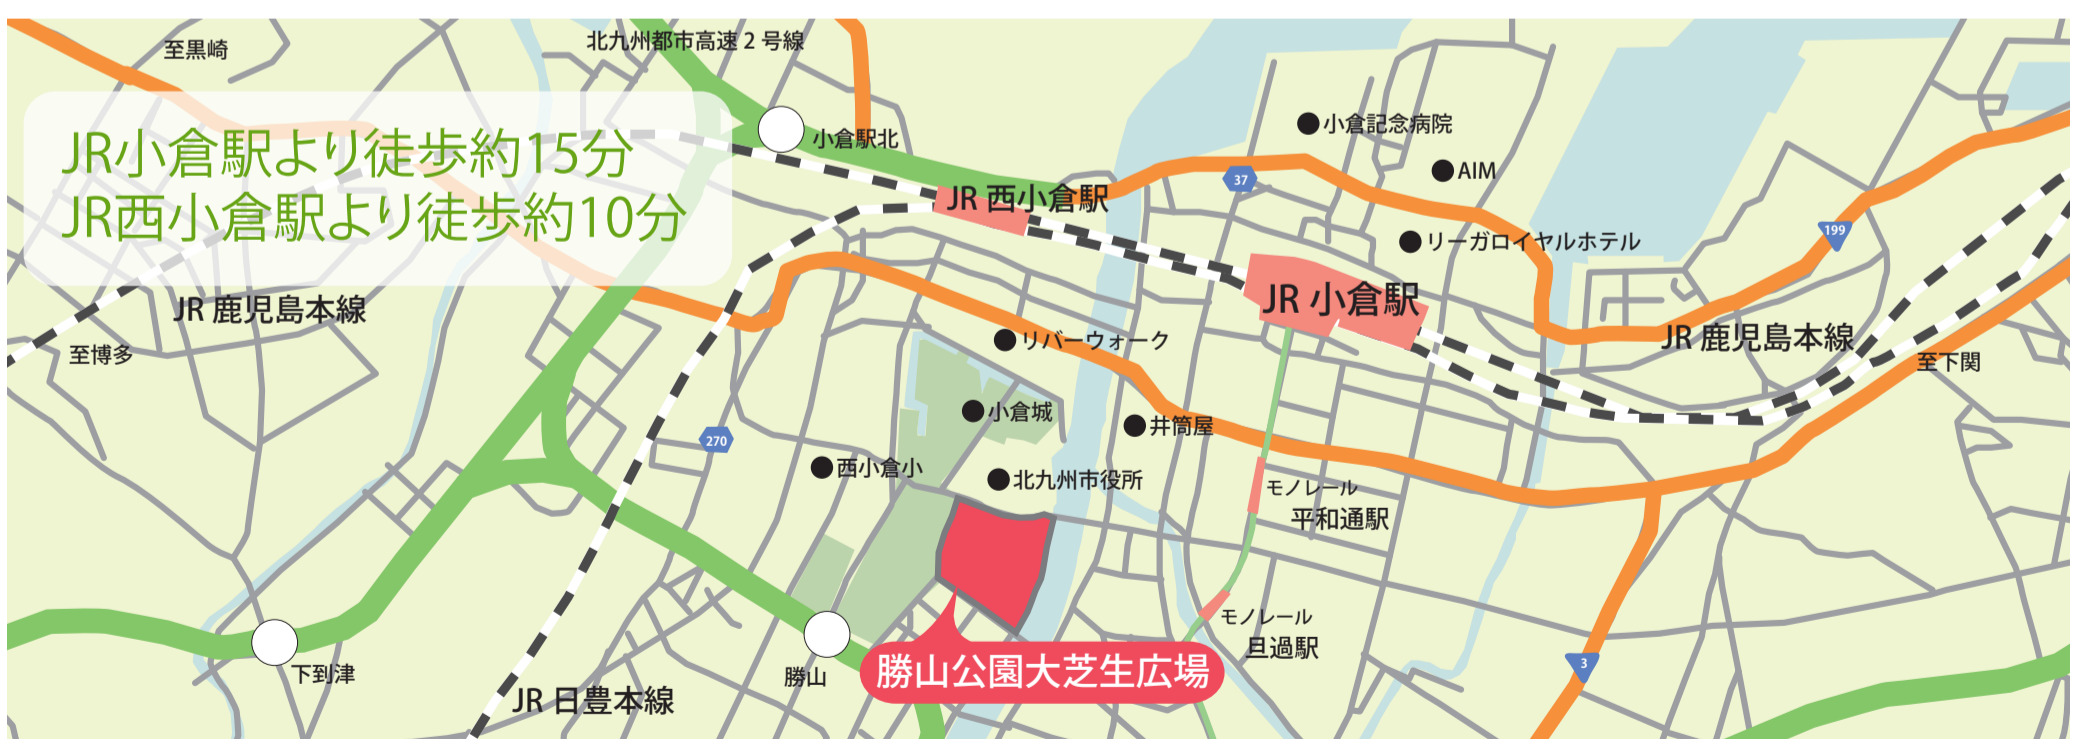 至黒崎
北九州都市高速2号線
JR小倉駅より徒歩約15分
JR西小倉駅より徒歩約10分
小倉駅北
小倉記念病院
AIM
37
JR 西小倉駅
199
リーガロイヤルホテル
JR 小倉駅
JR 鹿児島本線
JR 鹿児島本線
至博多
リバーウォーク
至下関
小倉城
井筒屋
270
西小倉小
北九州市役所
モノレール
平和通駅
モノレール
旦過駅
3
下到津
勝山
勝山公園大芝生広場
JR 日豊本線